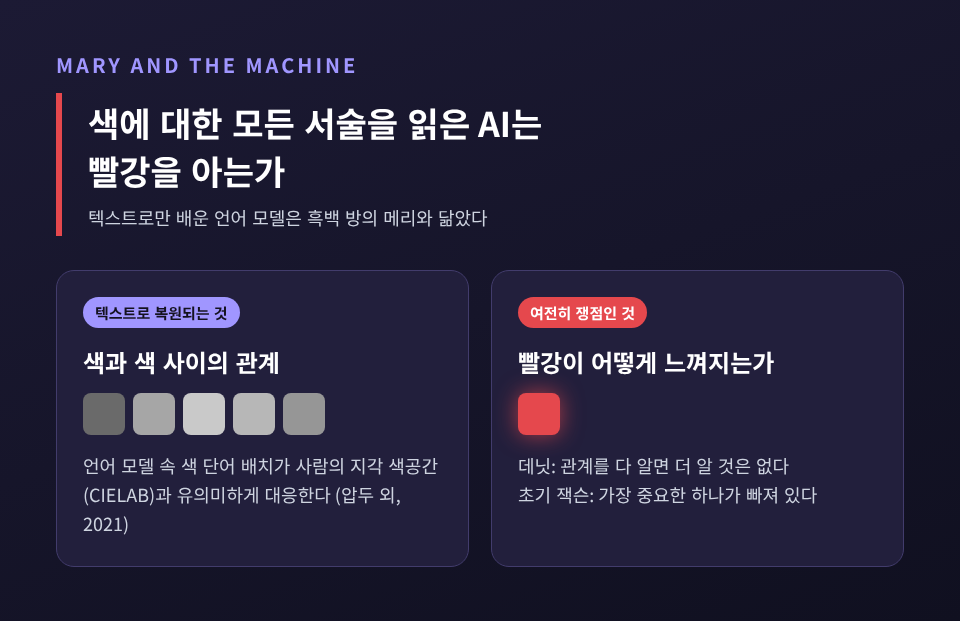 MARY AND THE MACHINE
색에 대한 모든 서술을 읽은 AI는
빨강을 아는가
텍스트로만 배운 언어 모델은 흑백 방의 메리와 닮았다
텍스트로 복원되는 것
색과 색 사이의 관계
언어 모델 속 색 단어 배치가 사람의 지각 색공간
(CIELAB)과 유의미하게 대응한다 (압두 외,
2021)
여전히 쟁점인 것
빨강이 어떻게 느껴지는가
데닛: 관계를 다 알면 더 알 것은 없다
초기 잭슨: 가장 중요한 하나가 빠져 있다